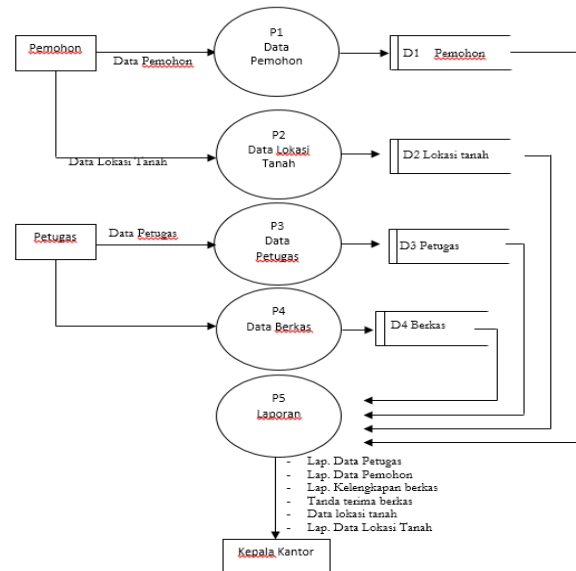 P1
Data
Pemohon
Pemohon
Data Pemohon
D1 Pemohon
P2
Data Lokasi
Tanah
Data Lokasi Tanah
D2 Lokasi tanah
P3
Data
Petugas
Petugas
Data Petugas
D3 Petugas
P4
Data Berkas
D4 Berkas
P5
Laporan
- Lap. Data Petugas
- Lap. Data Pemohon
- Lap. Kelengkapan berkas
- Tanda terima berkas
- Data lokasi tanah
- Lap. Data Lokasi Tanah
Kepala Kantor